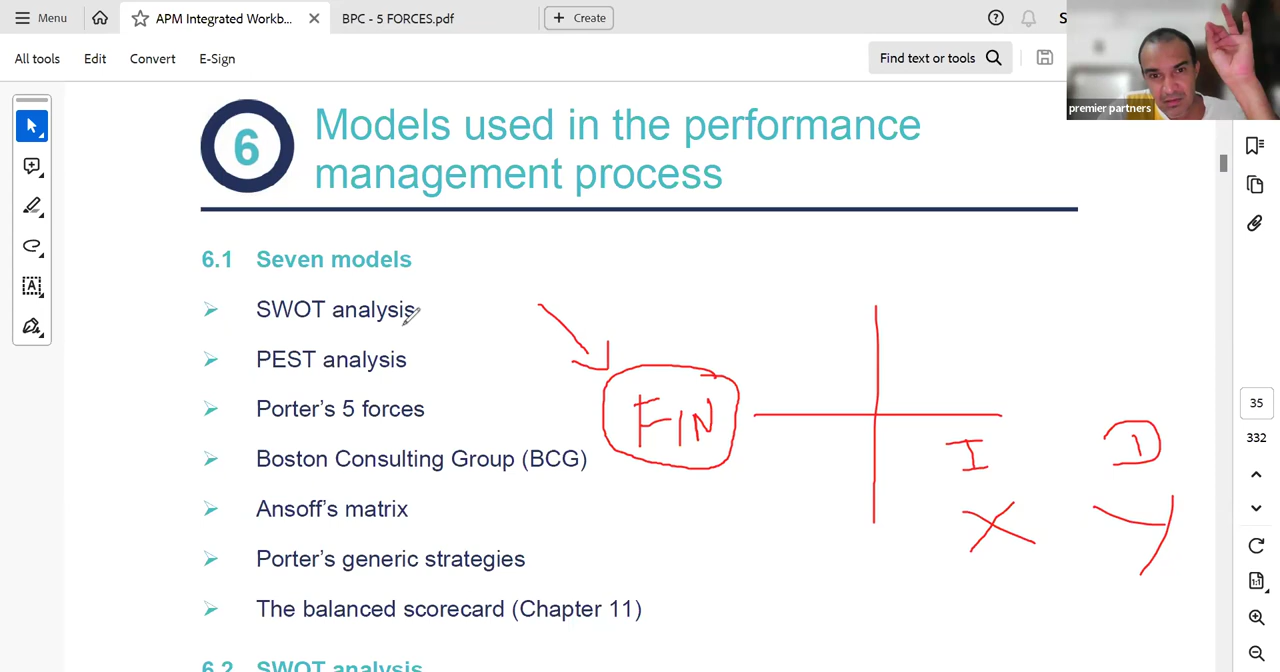 Menu
APM Integrated Workb...
BPC - 5 FORCES.pdf
Create
S
All tools Edit Convert E-Sign
Find text or tools
premier partners
6
Models used in the performance
management process
6.1 Seven models
SWOT analysis
PEST analysis
Porter's 5 forces
Boston Consulting Group (BCG)
Ansoff's matrix
Porter's generic strategies
The balanced scorecard (Chapter 11)
6.2 SWOT analysis
FIN
I D
X Y
35
332
1:1